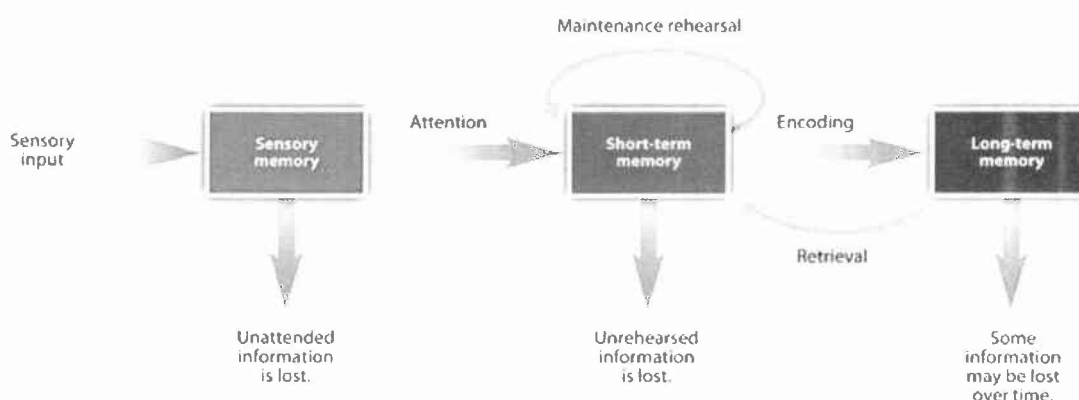 Maintenance rehearsal
Sensory
input
Sensory
memory
Attention
Short-term
memory
Encoding
Long-term
memory
Retrieval
Unattended
information
is lost.
Unrehearsed
information
is lost.
Some
information
may be lost
over time.